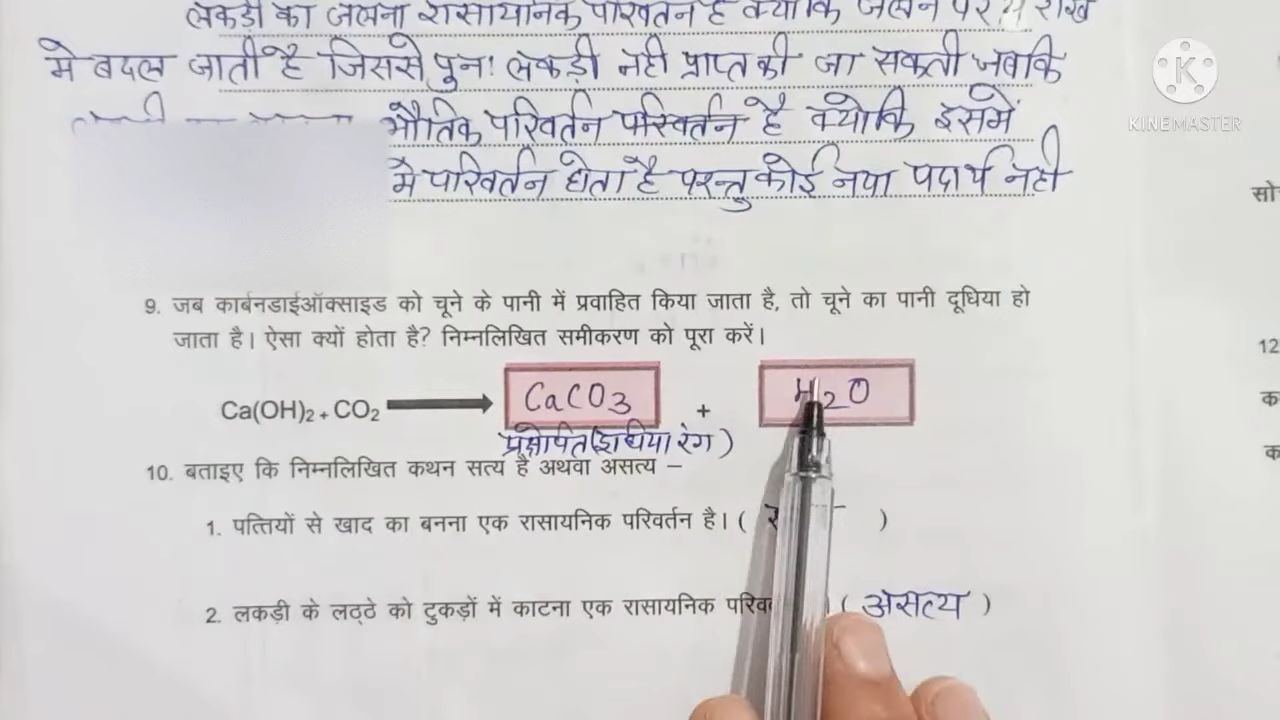 लकड़ी का जलना रासायनिक परिवर्तन है क्योकि जलने पर राख
मे बदल जाती है जिससे पुनः लकड़ी नही प्राप्त की जा सकती जबकि
भौतिक परिवर्तन परिवर्तन है क्योकि इसमें
मे परिवर्तन होता है परन्तु कोई नया पदार्थ नही
KINEMASTER
सो
9. जब कार्बनडाईऑक्साइड को चूने के पानी में प्रवाहित किया जाता है, तो चूने का पानी दूधिया हो
जाता है। ऐसा क्यों होता है? निम्नलिखित समीकरण को पूरा करें।
12
Ca(OH)2 + CO2 → CaCO3 + H2O
क
रंग)
क
10. बताइए कि निम्नलिखित कथन सत्य है अथवा असत्य –
1. पत्तियों से खाद का बनना एक रासायनिक परिवर्तन है। ( )
2. लकड़ी के लठ्ठे को टुकड़ों में काटना एक रासायनिक ( असत्य )